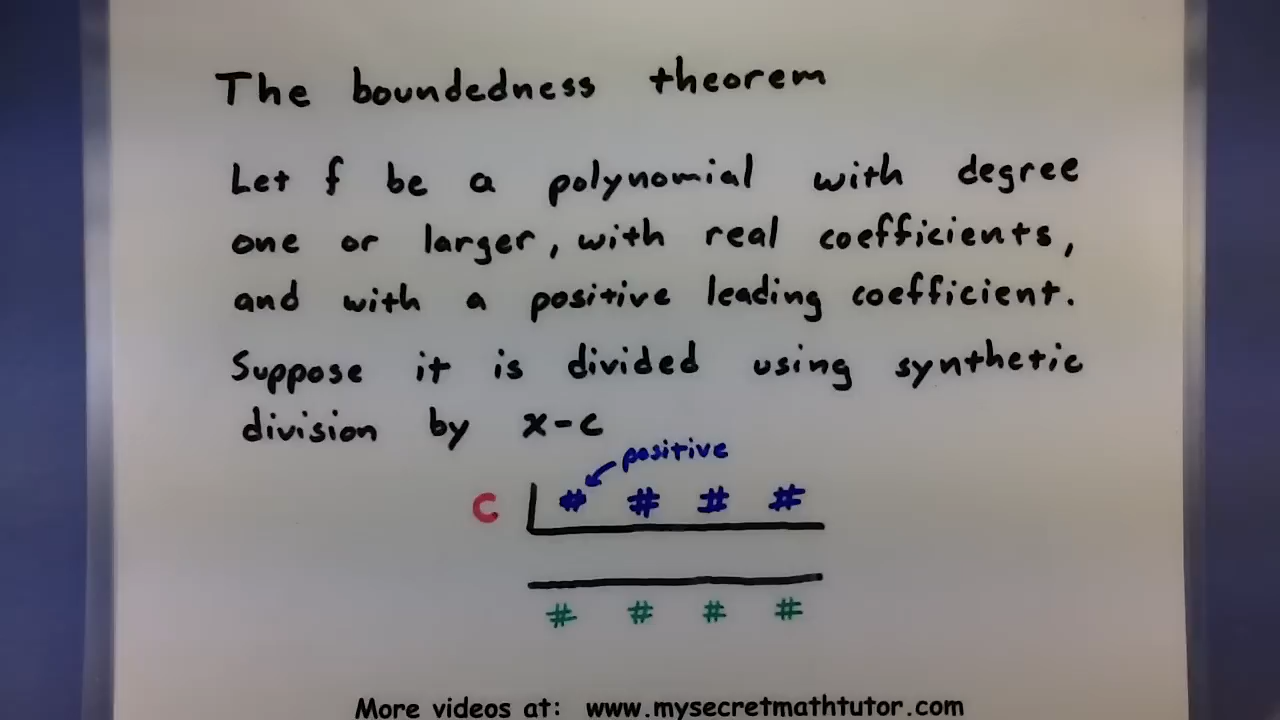 The boundedness theorem
Let f be a polynomial with degree
one or larger, with real coefficients,
and with a positive leading coefficient.
Suppose it is divided using synthetic
division by x-c
positive
c # # # #
# # # #
More videos at: www.mysecretmathtutor.com